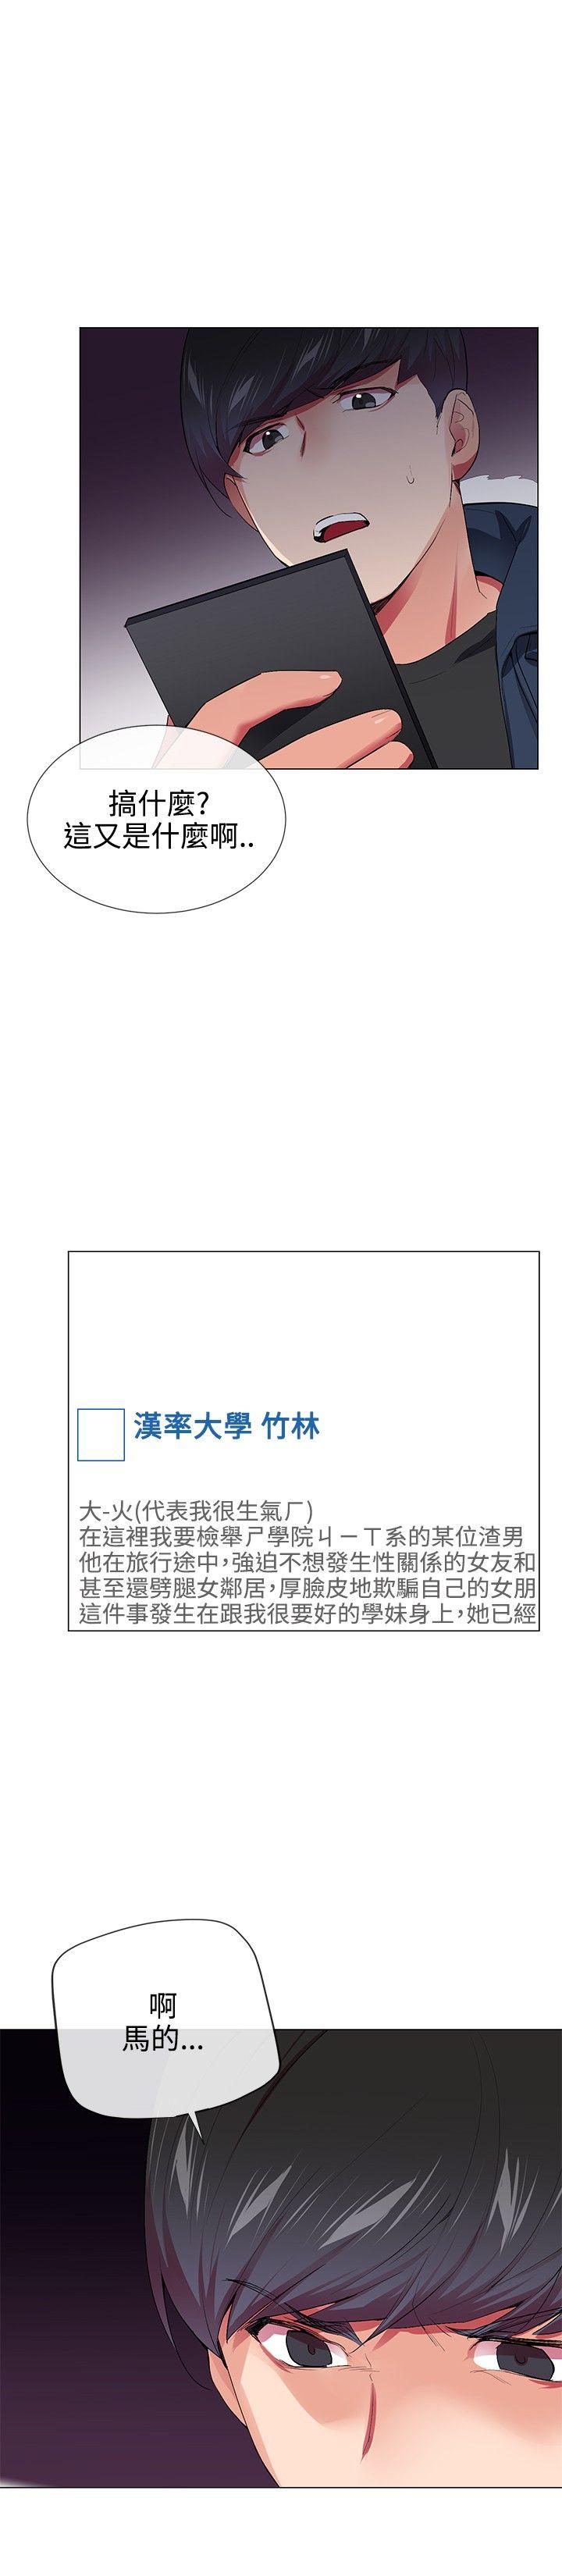 搞什麼?
這又是什麼啊..
漢率大學 竹林
大-火(代表我很生氣ㄏ)
在這裡我要檢舉ㄕ學院ㄐㄧㄒ系的某位渣男
他在旅行途中,強迫不想發生性關係的女友和
甚至還劈腿女鄰居,厚臉皮地欺騙自己的女朋
這件事發生在跟我很要好的學妹身上,她已經
啊
馬的...